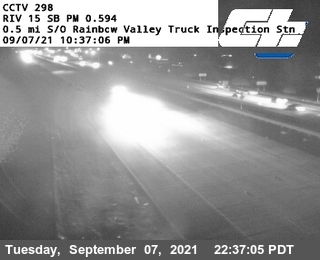 CCTV 298
RIV 15 SB PM 0.594
0.5 mi S/O Rainbow Valley Truck Inspection Stn
09/07/21 10:37:06 PM
Tuesday, September 07, 2021 22:37:05 PDT